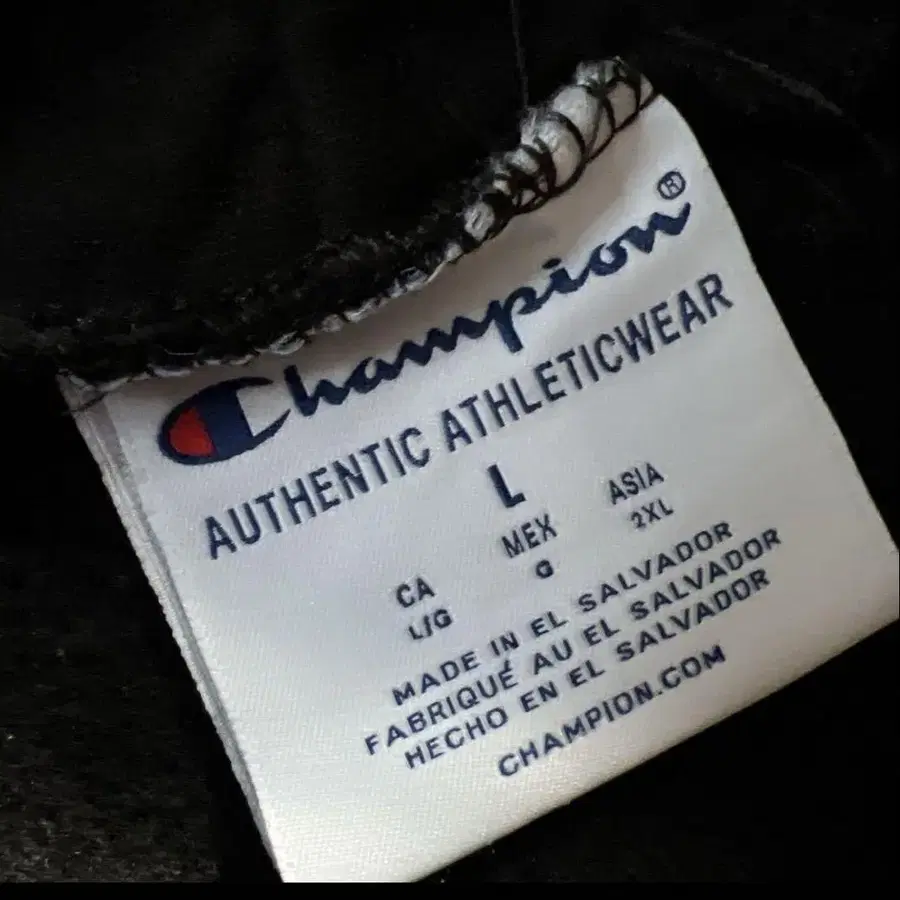 Champion®
AUTHENTIC ATHLETICWEAR
L
CA MEX ASIA
L/G G 2XL
MADE IN EL SALVADOR
FABRIQUÉ AU EL SALVADOR
HECHO EN EL SALVADOR
CHAMPION.COM